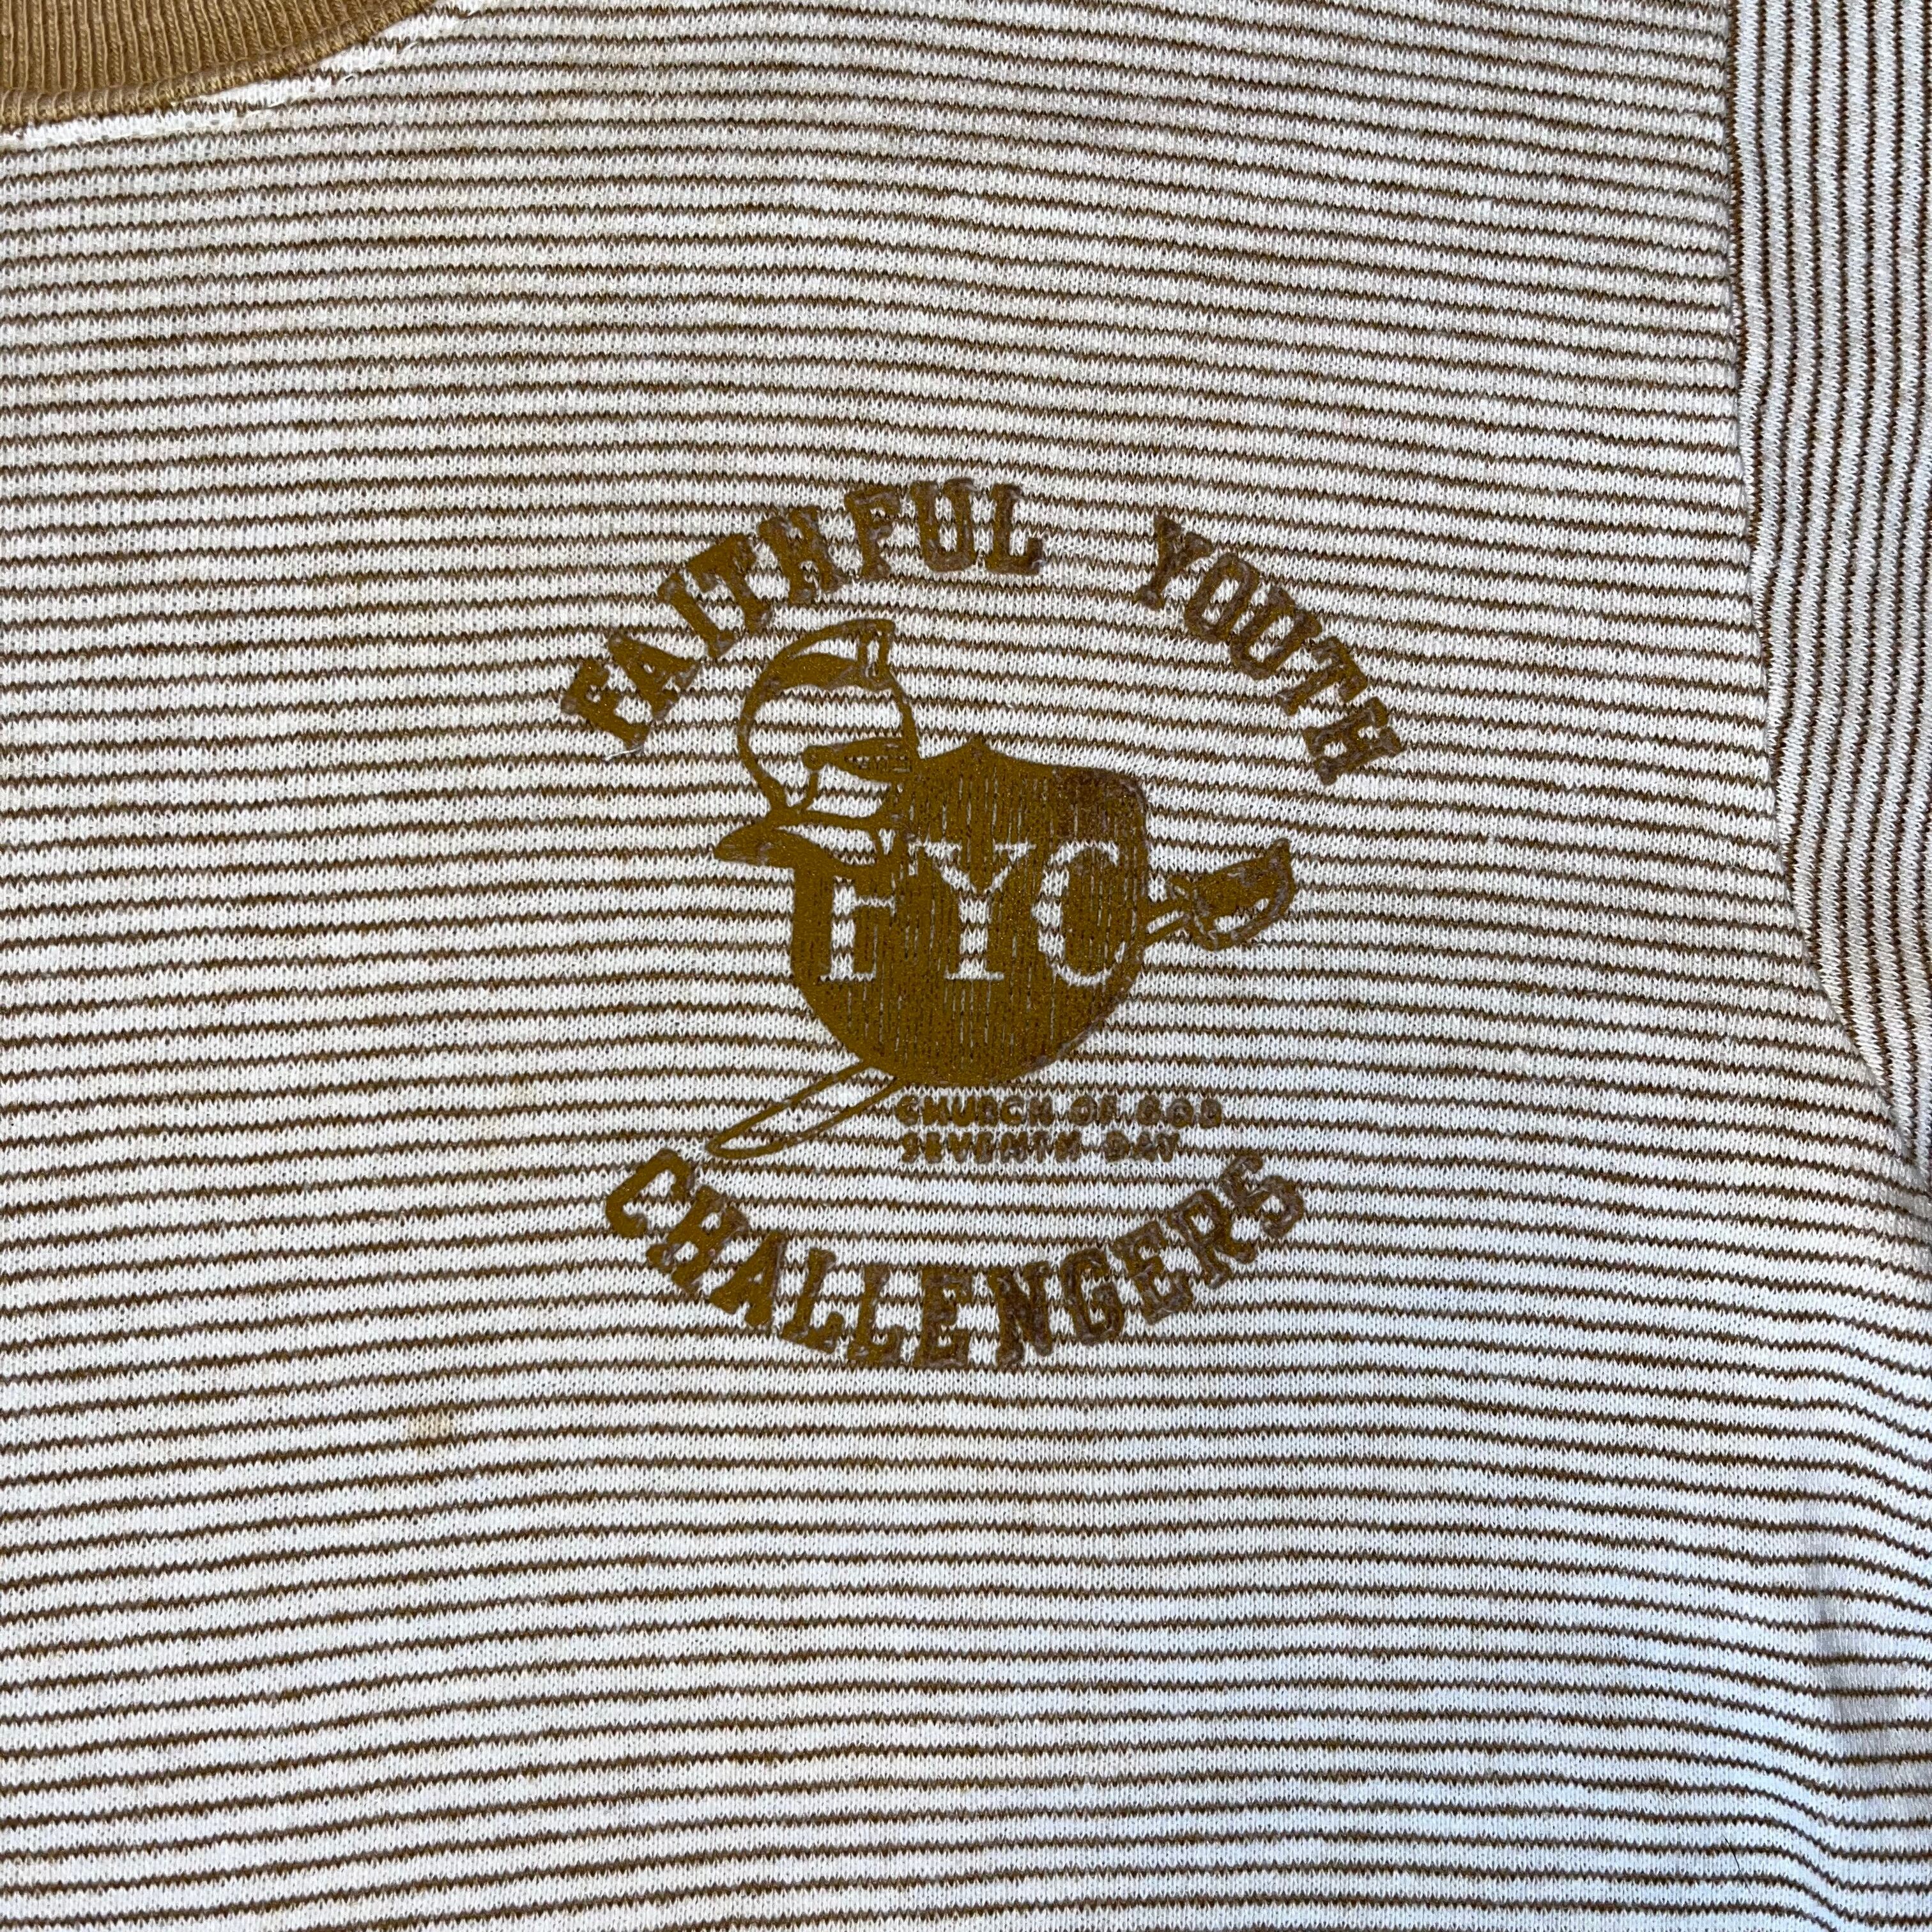 FAITHFUL YOUTH
FYC
CHURCH OF GOD
SEVENTH DAY
CHALLENGERS